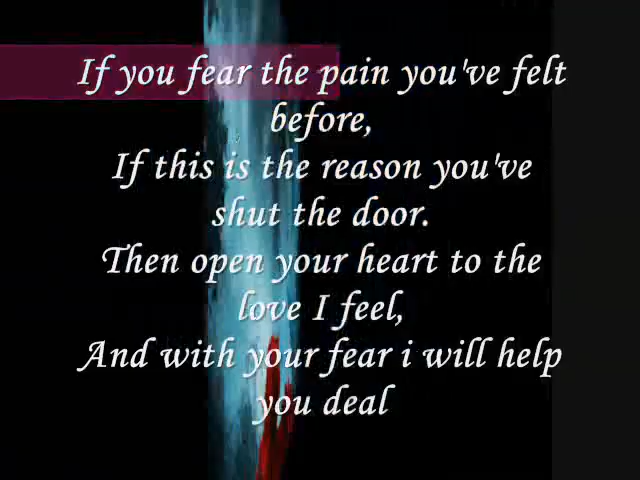 If you fear the pain you've felt
before,
If this is the reason you've
shut the door.
Then open your heart to the
love I feel,
And with your fear i will help
you deal